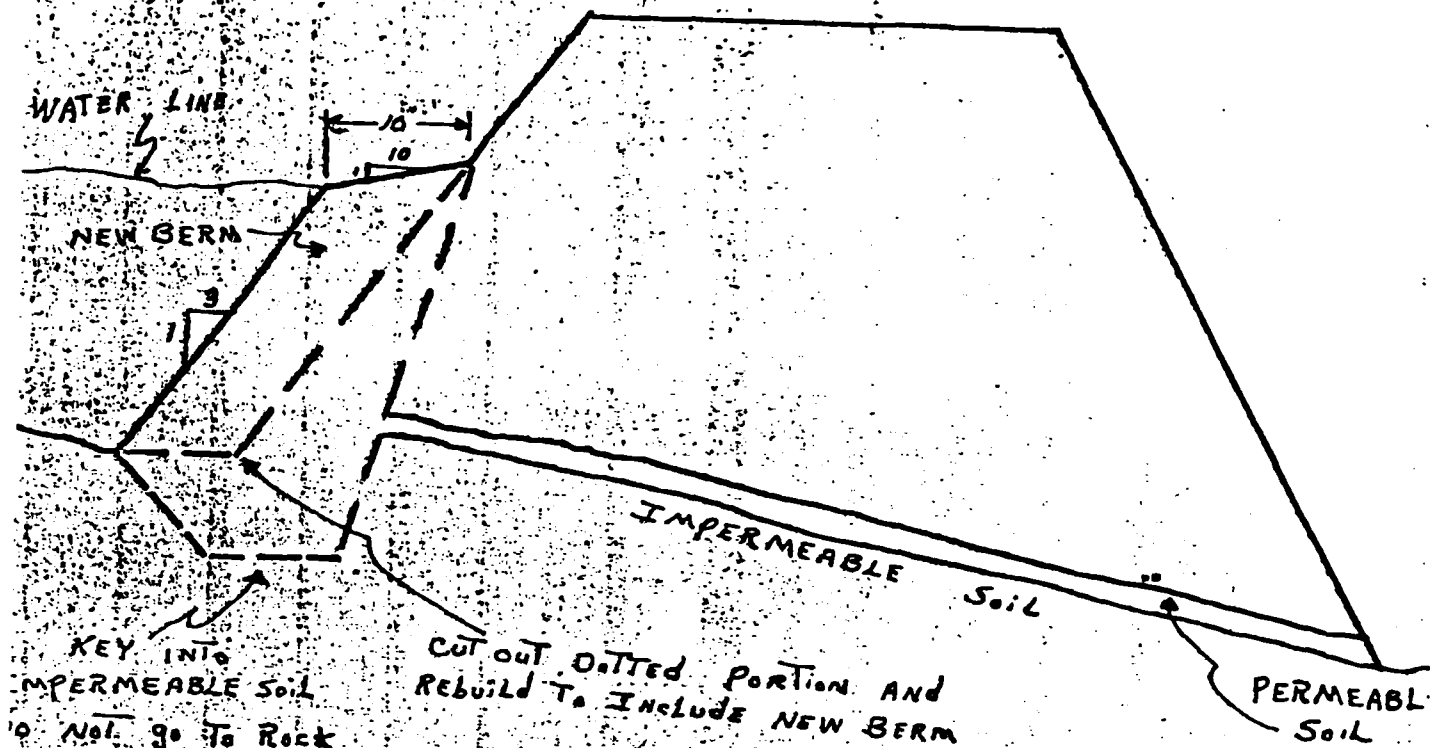 WATER LINE
10
10
NEW BERM
3
1
IMPERMEABLE SOIL
KEY INTO
MPERMEABLE SOIL
O NOT GO TO ROCK
CUT OUT DOTTED PORTION AND
REBUILD TO INCLUDE NEW BERM
PERMEABL
SOIL